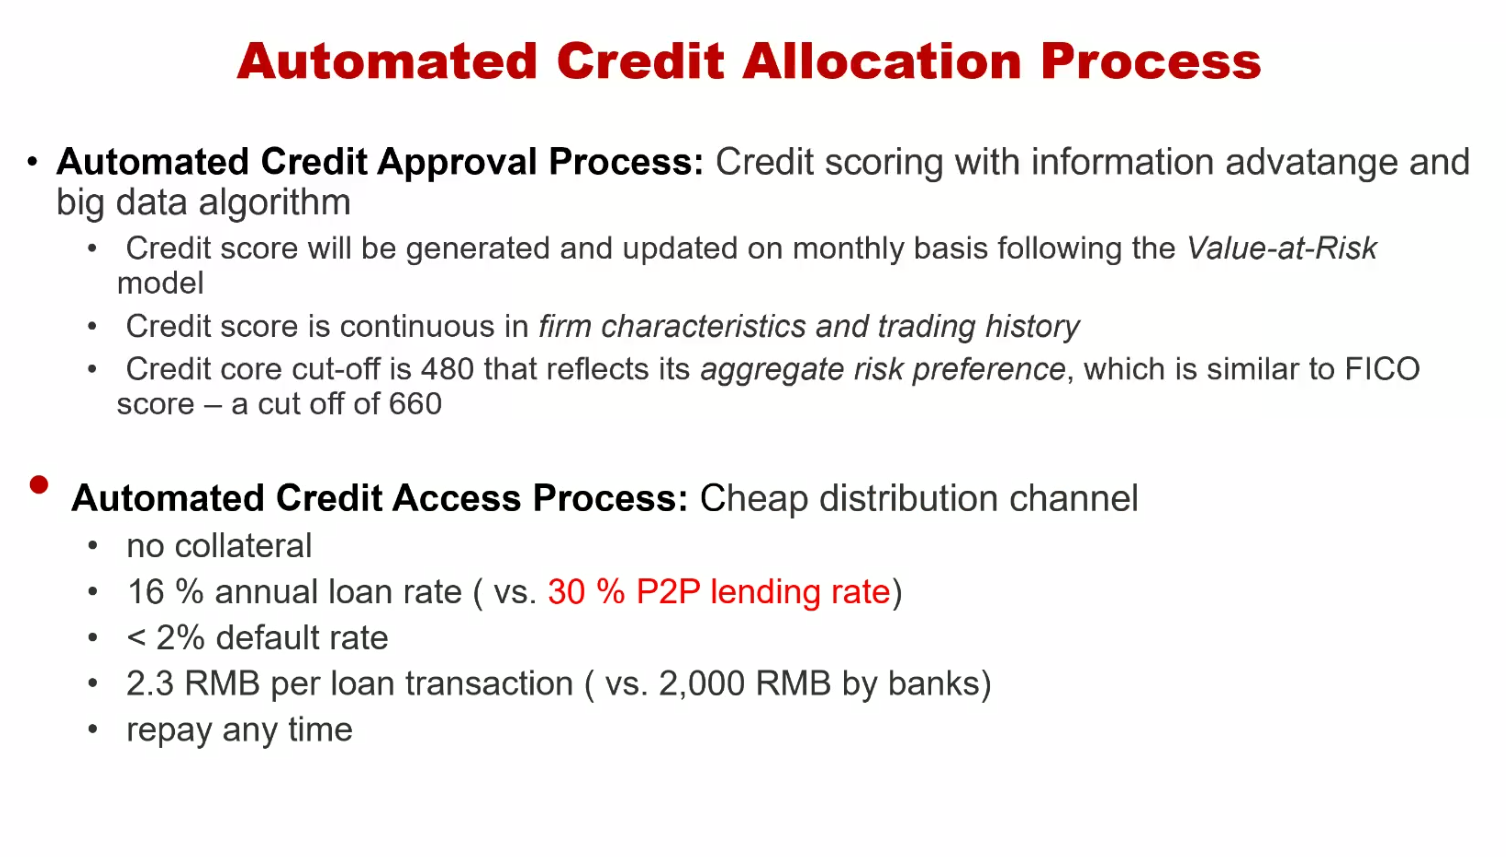 Automated Credit Allocation Process
• Automated Credit Approval Process: Credit scoring with information advatange and
big data algorithm
• Credit score will be generated and updated on monthly basis following the Value-at-Risk
model
• Credit score is continuous in firm characteristics and trading history
• Credit core cut-off is 480 that reflects its aggregate risk preference, which is similar to FICO
score – a cut off of 660
• Automated Credit Access Process: Cheap distribution channel
• no collateral
• 16 % annual loan rate ( vs. 30 % P2P lending rate)
• < 2% default rate
• 2.3 RMB per loan transaction ( vs. 2,000 RMB by banks)
• repay any time